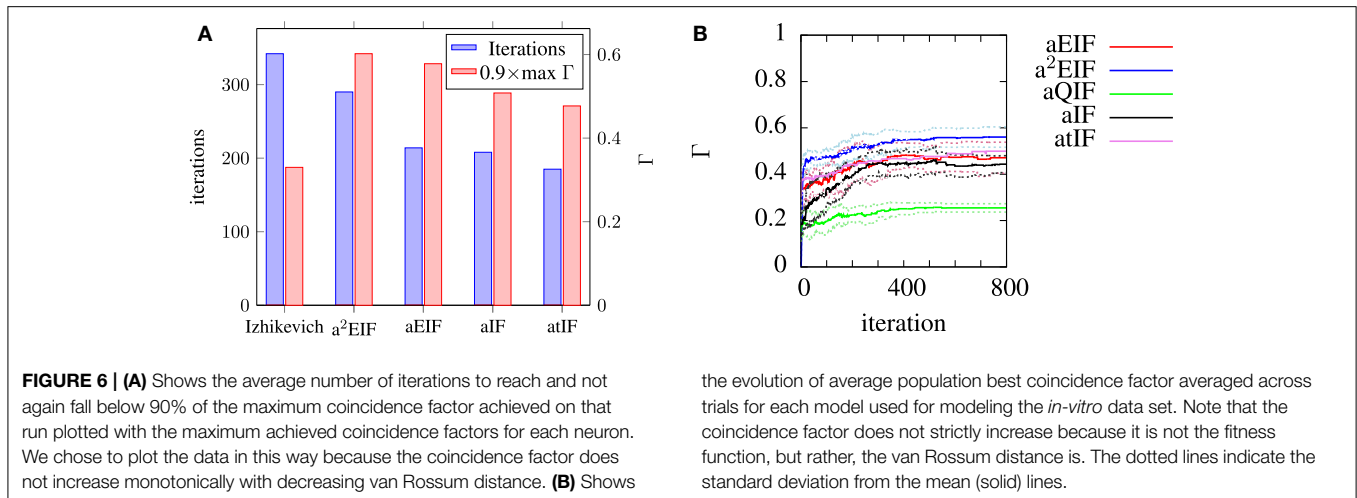 A
Iterations
0.9×max Γ
iterations
300
200
100
0
Γ
0.6
0.4
0.2
0
Izhikevich a²EIF aEIF aIF atIF
B
Γ
1
0.8
0.6
0.4
0.2
0
0 400 800
iteration
aEIF
a²EIF
aQIF
aIF
atIF
FIGURE 6 | (A) Shows the average number of iterations to reach and not
again fall below 90% of the maximum coincidence factor achieved on that
run plotted with the maximum achieved coincidence factors for each neuron.
We chose to plot the data in this way because the coincidence factor does
not increase monotonically with decreasing van Rossum distance. (B) Shows
the evolution of average population best coincidence factor averaged across
trials for each model used for modeling the in-vitro data set. Note that the
coincidence factor does not strictly increase because it is not the fitness
function, but rather, the van Rossum distance is. The dotted lines indicate the
standard deviation from the mean (solid) lines.